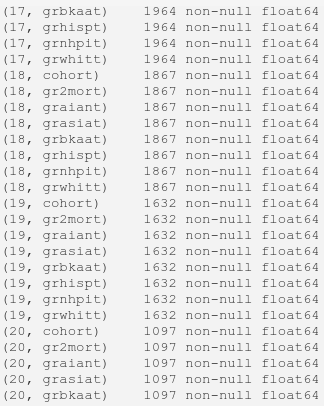 (17, grbkaat)    1964 non-null float64
(17, grhispt)    1964 non-null float64
(17, grnhpit)    1964 non-null float64
(17, grwhitt)    1964 non-null float64
(18, cohort)     1867 non-null float64
(18, gr2mort)    1867 non-null float64
(18, graiant)    1867 non-null float64
(18, grasiat)    1867 non-null float64
(18, grbkaat)    1867 non-null float64
(18, grhispt)    1867 non-null float64
(18, grnhpit)    1867 non-null float64
(18, grwhitt)    1867 non-null float64
(19, cohort)     1632 non-null float64
(19, gr2mort)    1632 non-null float64
(19, graiant)    1632 non-null float64
(19, grasiat)    1632 non-null float64
(19, grbkaat)    1632 non-null float64
(19, grhispt)    1632 non-null float64
(19, grnhpit)    1632 non-null float64
(19, grwhitt)    1632 non-null float64
(20, cohort)     1097 non-null float64
(20, gr2mort)    1097 non-null float64
(20, graiant)    1097 non-null float64
(20, grasiat)    1097 non-null float64
(20, grbkaat)    1097 non-null float64